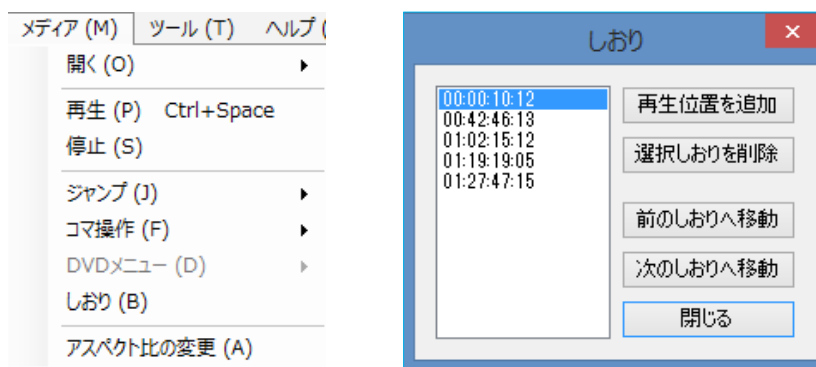 メディア (M) ツール (T) ヘルプ (
開く (O)
再生 (P) Ctrl+Space
停止 (S)
ジャンプ (J)
コマ操作 (F)
DVDメニュー (D)
しおり (B)
アスペクト比の変更 (A)
しおり
00:00:10:12
00:42:46:13
01:02:15:12
01:19:19:05
01:27:47:15
再生位置を追加
選択しおりを削除
前のしおりへ移動
次のしおりへ移動
閉じる